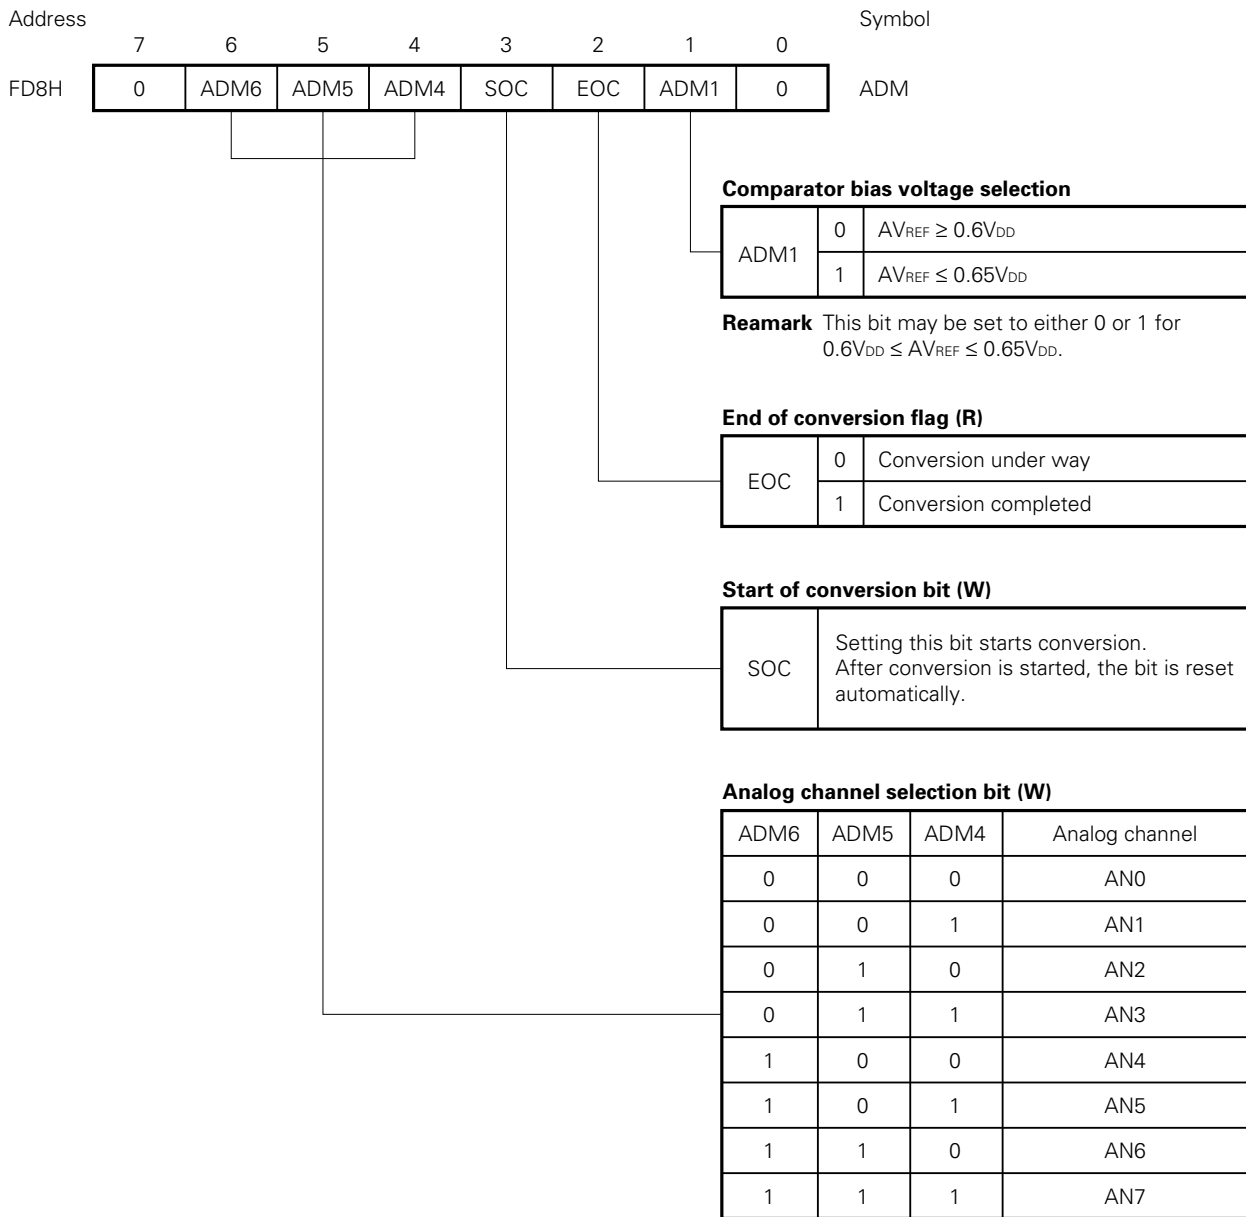 Address Symbol
7 6 5 4 3 2 1 0
FD8H 0 ADM6 ADM5 ADM4 SOC EOC ADM1 0 ADM
Comparator bias voltage selection
ADM1
0 AVREF ≥ 0.6VDD
1 AVREF ≤ 0.65VDD
Reamark This bit may be set to either 0 or 1 for
0.6VDD ≤ AVREF ≤ 0.65VDD.
End of conversion flag (R)
EOC
0 Conversion under way
1 Conversion completed
Start of conversion bit (W)
SOC
Setting this bit starts conversion.
After conversion is started, the bit is reset
automatically.
Analog channel selection bit (W)
ADM6 ADM5 ADM4 Analog channel
0 0 0 AN0
0 0 1 AN1
0 1 0 AN2
0 1 1 AN3
1 0 0 AN4
1 0 1 AN5
1 1 0 AN6
1 1 1 AN7